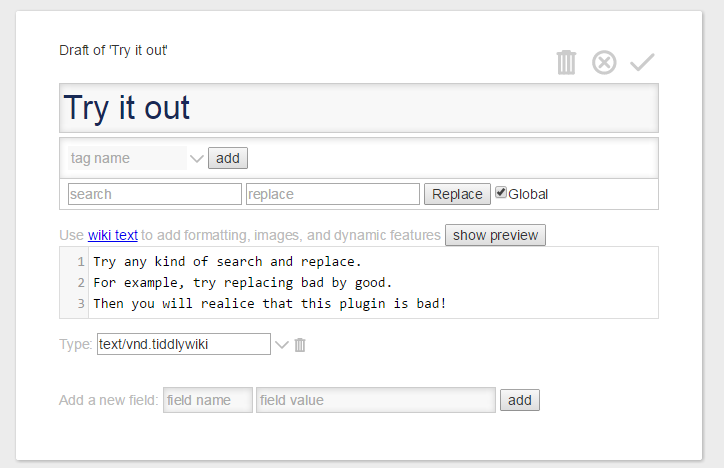 Draft of 'Try it out'
Try it out
tag name add
search replace Replace Global
Use wiki text to add formatting, images, and dynamic features show preview
1 Try any kind of search and replace.
2 For example, try replacing bad by good.
3 Then you will realice that this plugin is bad!
Type: text/vnd.tiddlywiki
Add a new field: field name field value add